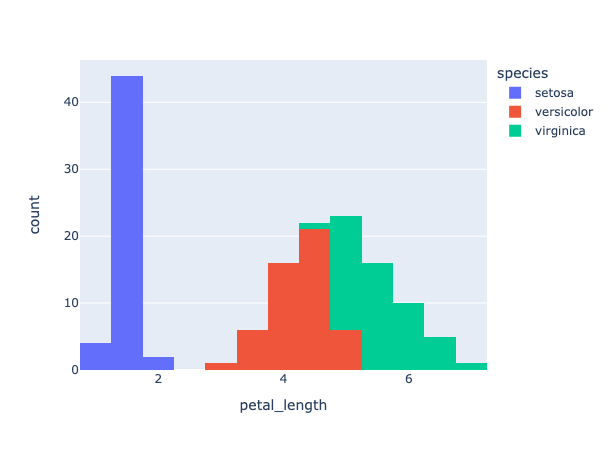 species
setosa
versicolor
virginica
40
30
20
10
0
count
2
4
6
petal_length